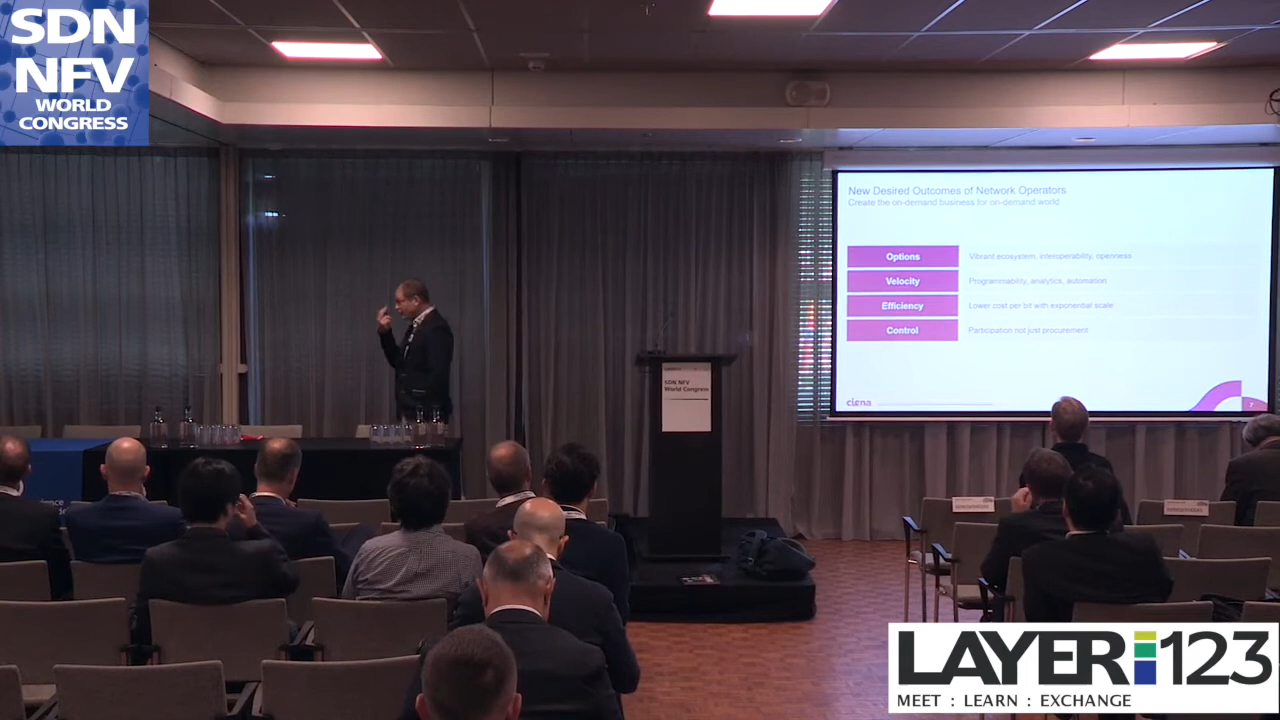 SDN
NFV
WORLD
CONGRESS
New Desired Outcomes of Network Operators
Create the on-demand business for on-demand world
Options
Vibrant ecosystem, interoperability, openness
Velocity
Programmability, analytics, automation
Efficiency
Lower cost per bit with exponential scale
Control
Participation not just procurement
ciena
7
SDN NFV
World Congress
LAYER123
MEET : LEARN : EXCHANGE